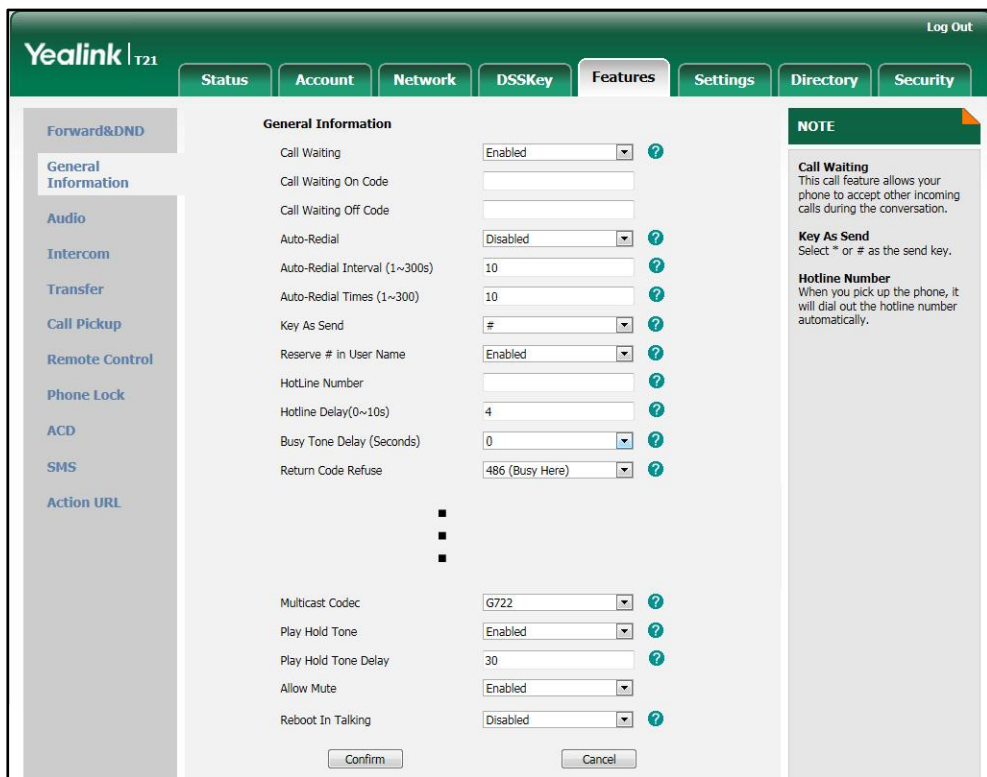 Log Out
Yealink T21
Status Account Network DSSKey Features Settings Directory Security
Forward&DND
General
Information
Audio
Intercom
Transfer
Call Pickup
Remote Control
Phone Lock
ACD
SMS
Action URL
General Information
Call Waiting Enabled ?
Call Waiting On Code
Call Waiting Off Code
Auto-Redial Disabled ?
Auto-Redial Interval (1~300s) 10 ?
Auto-Redial Times (1~300) 10 ?
Key As Send # ?
Reserve # in User Name Enabled ?
HotLine Number ?
Hotline Delay(0~10s) 4 ?
Busy Tone Delay (Seconds) 0 ?
Return Code Refuse 486 (Busy Here) ?
Multicast Codec G722 ?
Play Hold Tone Enabled ?
Play Hold Tone Delay 30 ?
Allow Mute Enabled
Reboot In Talking Disabled ?
Confirm Cancel
NOTE
Call Waiting
This call feature allows your
phone to accept other incoming
calls during the conversation.
Key As Send
Select * or # as the send key.
Hotline Number
When you pick up the phone, it
will dial out the hotline number
automatically.